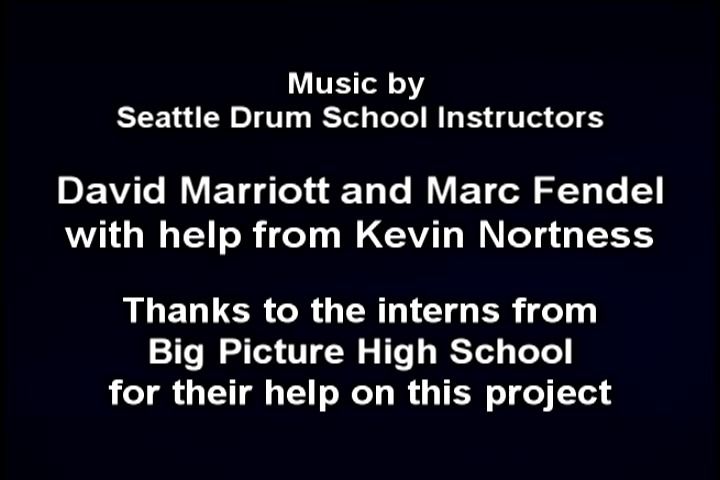 Music by
Seattle Drum School Instructors
David Marriott and Marc Fendel
with help from Kevin Nortness
Thanks to the interns from
Big Picture High School
for their help on this project